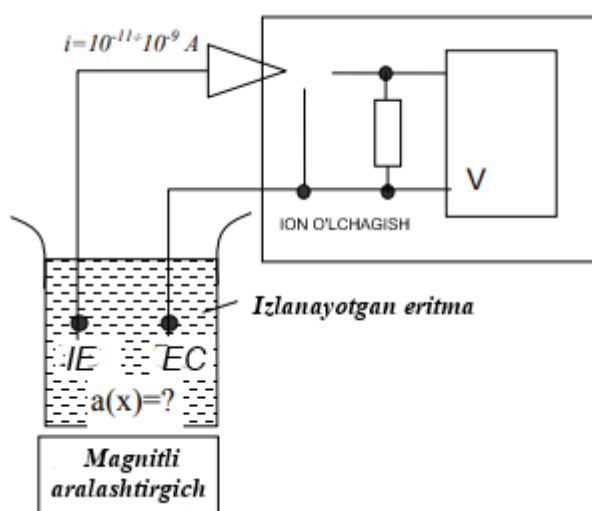 i=10⁻¹¹÷10⁻⁹ A
V
ION O'LCHAGISH
Izlanayotgan eritma
IE EC
a(x)=?
Magnitli
aralashtirgich